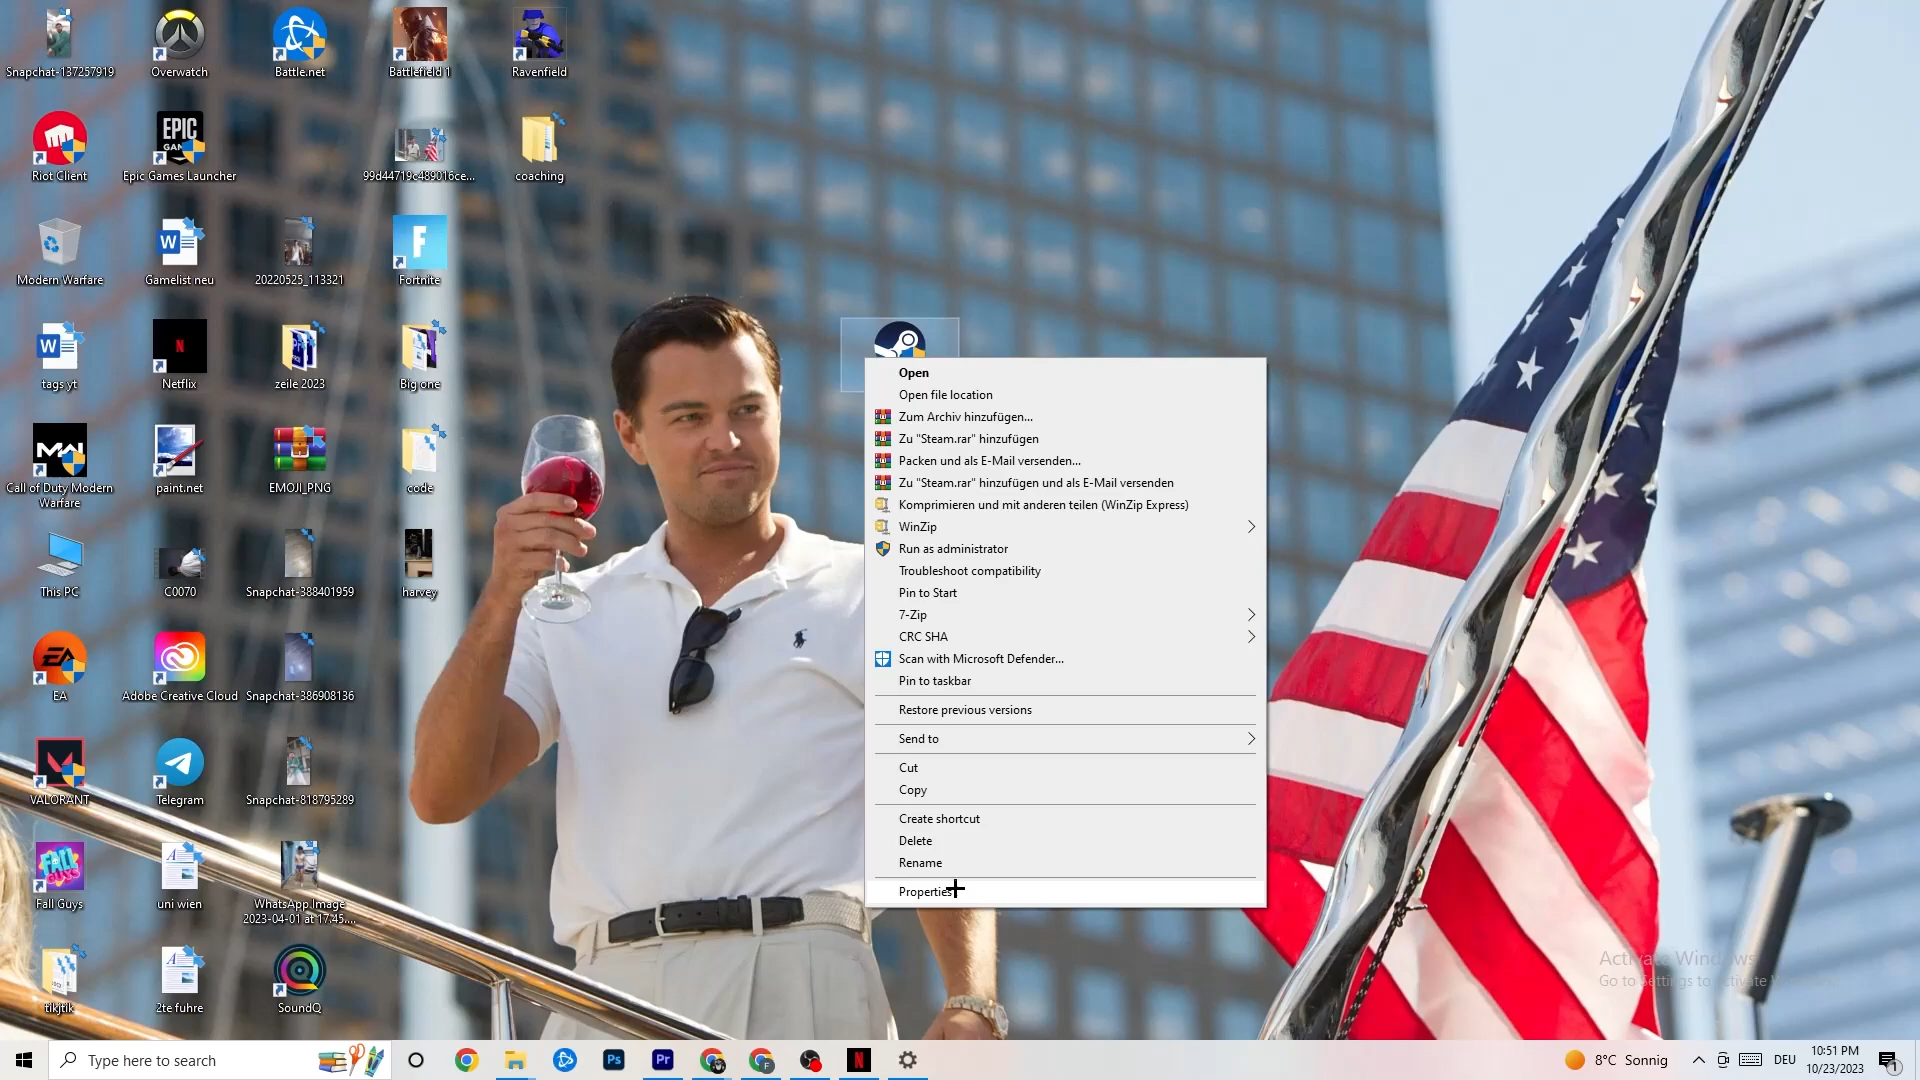 Snapchat-137257919
Overwatch
Battle.net
Battlefield 1
Ravenfield
Riot Client
EPIC
Epic Games Launcher
99d44719c489016ce...
coaching
Modern Warfare
Gamelist neu
20220525_113321
F
Fortnite
tags yt
N
Netflix
zeile 2023
Big one
Call of Duty Modern
Warfare
paint.net
EMOJI_PNG
code
This PC
C0070
Snapchat-388401959
harvey
EA
EA
Adobe Creative Cloud
Snapchat-386908136
VALORANT
Telegram
Snapchat-818795289
FALL
GUYS
Fall Guys
uni wien
WhatsApp Image
2023-04-01 at 17.45....
tikjtik
2te fuhre
SoundQ
Open
Open file location
Zum Archiv hinzufügen...
Zu "Steam.rar" hinzufügen
Packen und als E-Mail versenden...
Zu "Steam.rar" hinzufügen und als E-Mail versenden
Komprimieren und mit anderen teilen (WinZip Express)
WinZip
Run as administrator
Troubleshoot compatibility
Pin to Start
7-Zip
CRC SHA
Scan with Microsoft Defender...
Pin to taskbar
Restore previous versions
Send to
Cut
Copy
Create shortcut
Delete
Rename
Properties
Activate Windows
Go to Settings to activate
Type here to search
Ps
Pr
F
N
8°C Sonnig
DEU
10:51 PM
10/23/2023
1